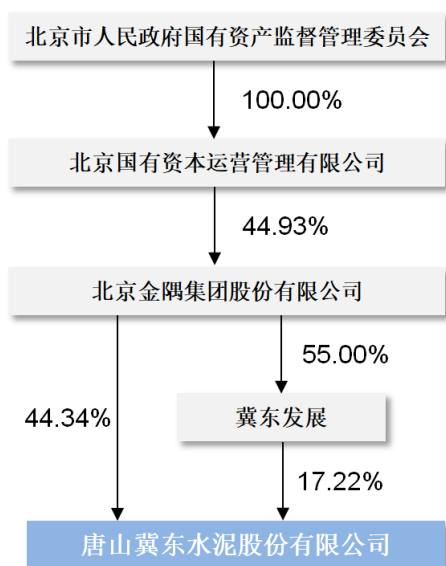 北京市人民政府国有资产监督管理委员会
100.00%
北京国有资本运营管理有限公司
44.93%
北京金隅集团股份有限公司
55.00%
44.34%
冀东发展
17.22%
唐山冀东水泥股份有限公司